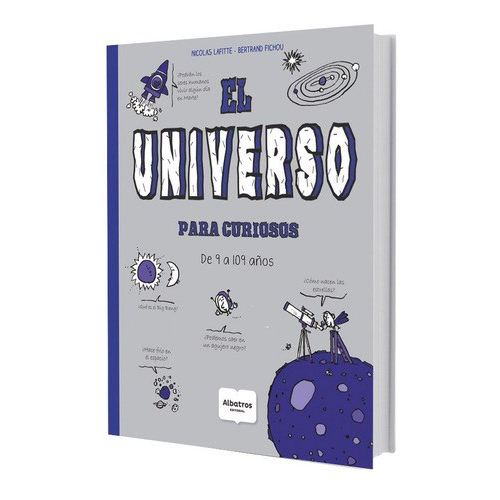 NICOLAS LAFITTE - BERTRAND FICHOU
¿Podrán los
seres humanos
vivir algún día
en Marte?
EL
UNIVERSO
PARA CURIOSOS
De 9 a 109 años
¿Cómo nacen las
estrellas?
¿Qué es el Big Bang?
¿Podemos caer en
un agujero negro?
¿Hace frío en
el espacio?
Albatros
EDITORIAL